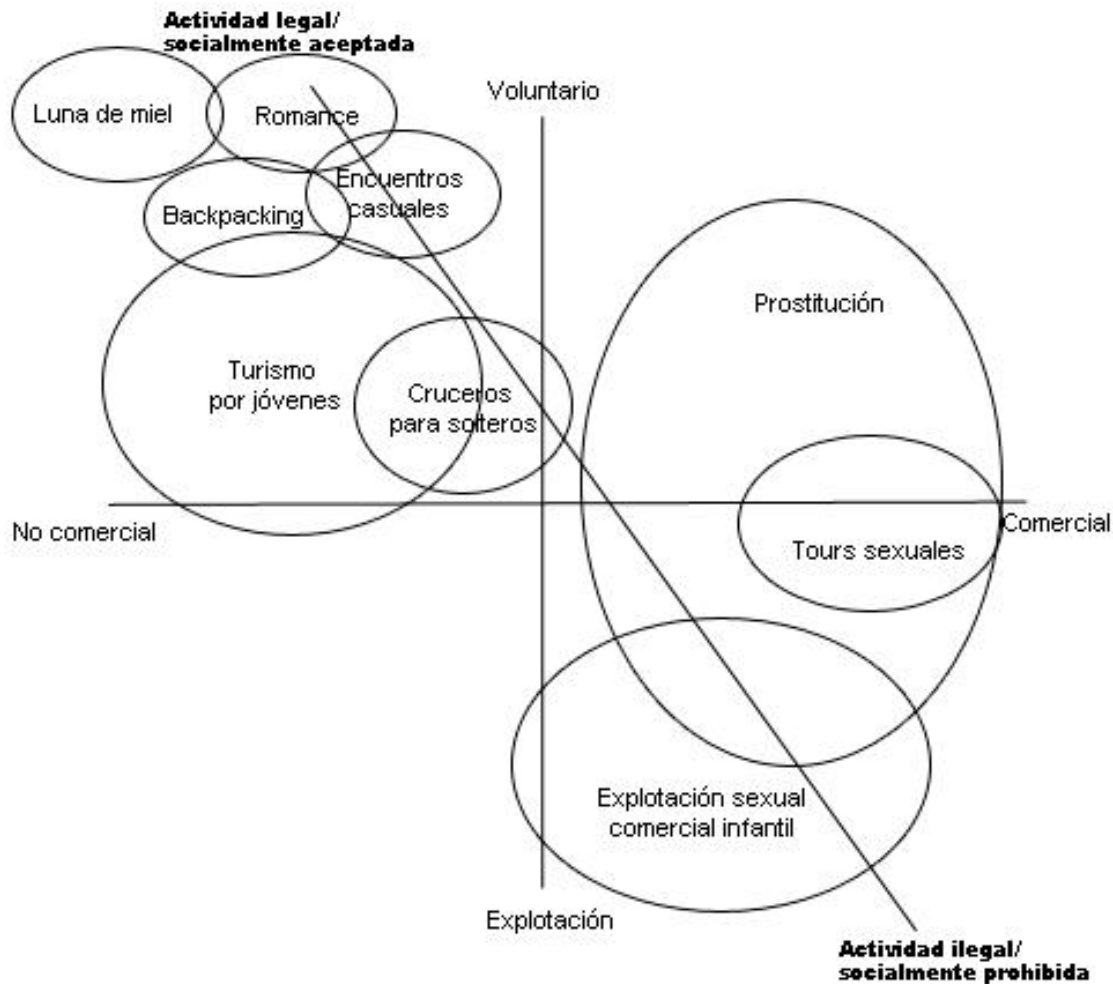 Actividad legal/
socialmente aceptada
Luna de miel
Romance
Voluntario
Encuentros
casuales
Backpacking
Prostitución
Turismo
por jóvenes
Cruceros
para solteros
No comercial
Comercial
Tours sexuales
Explotación sexual
comercial infantil
Explotación
Actividad ilegal/
socialmente prohibida